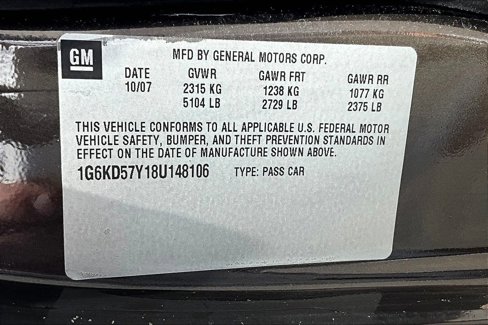 GM
MFD BY GENERAL MOTORS CORP.
DATE GVWR GAWR FRT GAWR RR
10/07 2315 KG 1238 KG 1077 KG
5104 LB 2729 LB 2375 LB
THIS VEHICLE CONFORMS TO ALL APPLICABLE U.S. FEDERAL MOTOR
VEHICLE SAFETY, BUMPER, AND THEFT PREVENTION STANDARDS IN
EFFECT ON THE DATE OF MANUFACTURE SHOWN ABOVE.
1G6KD57Y18U148106 TYPE: PASS CAR